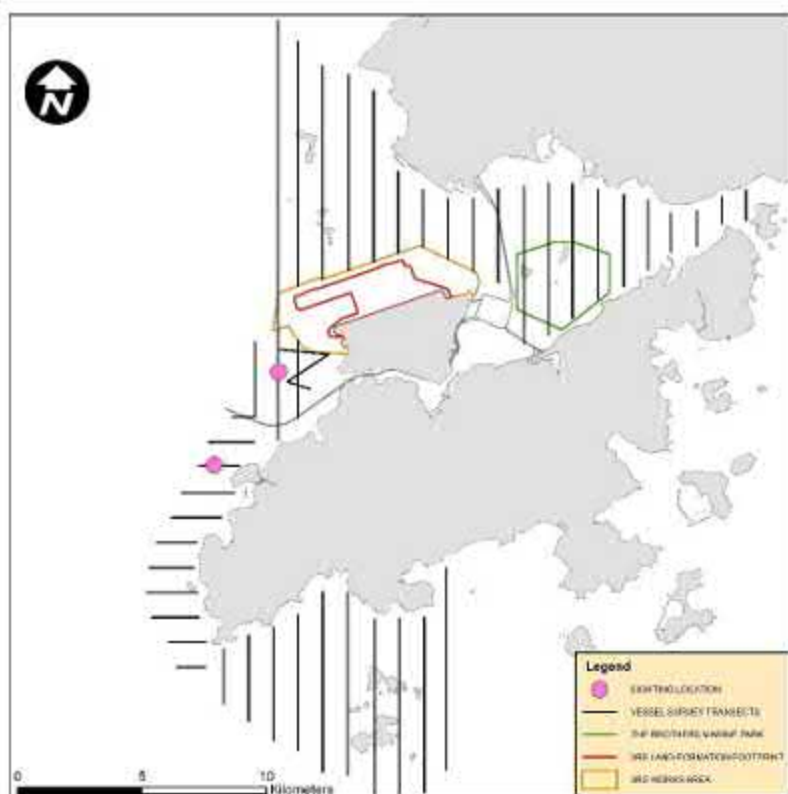 N
Legend
SIGHTING LOCATION
VESSEL SURVEY TRANSECTS
THE BROTHERS MARINE PARK
3RS LAND FORMATION FOOTPRINT
3RS WORKS AREA
0 5 10
Kilometers